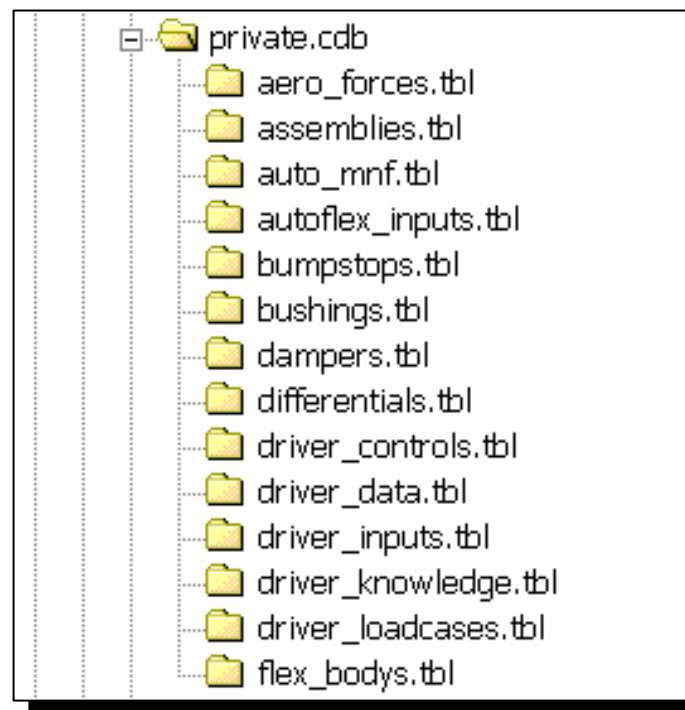 private.cdb
aero_forces.tbl
assemblies.tbl
auto_mnf.tbl
autoflex_inputs.tbl
bumpstops.tbl
bushings.tbl
dampers.tbl
differentials.tbl
driver_controls.tbl
driver_data.tbl
driver_inputs.tbl
driver_knowledge.tbl
driver_loadcases.tbl
flex_bodys.tbl